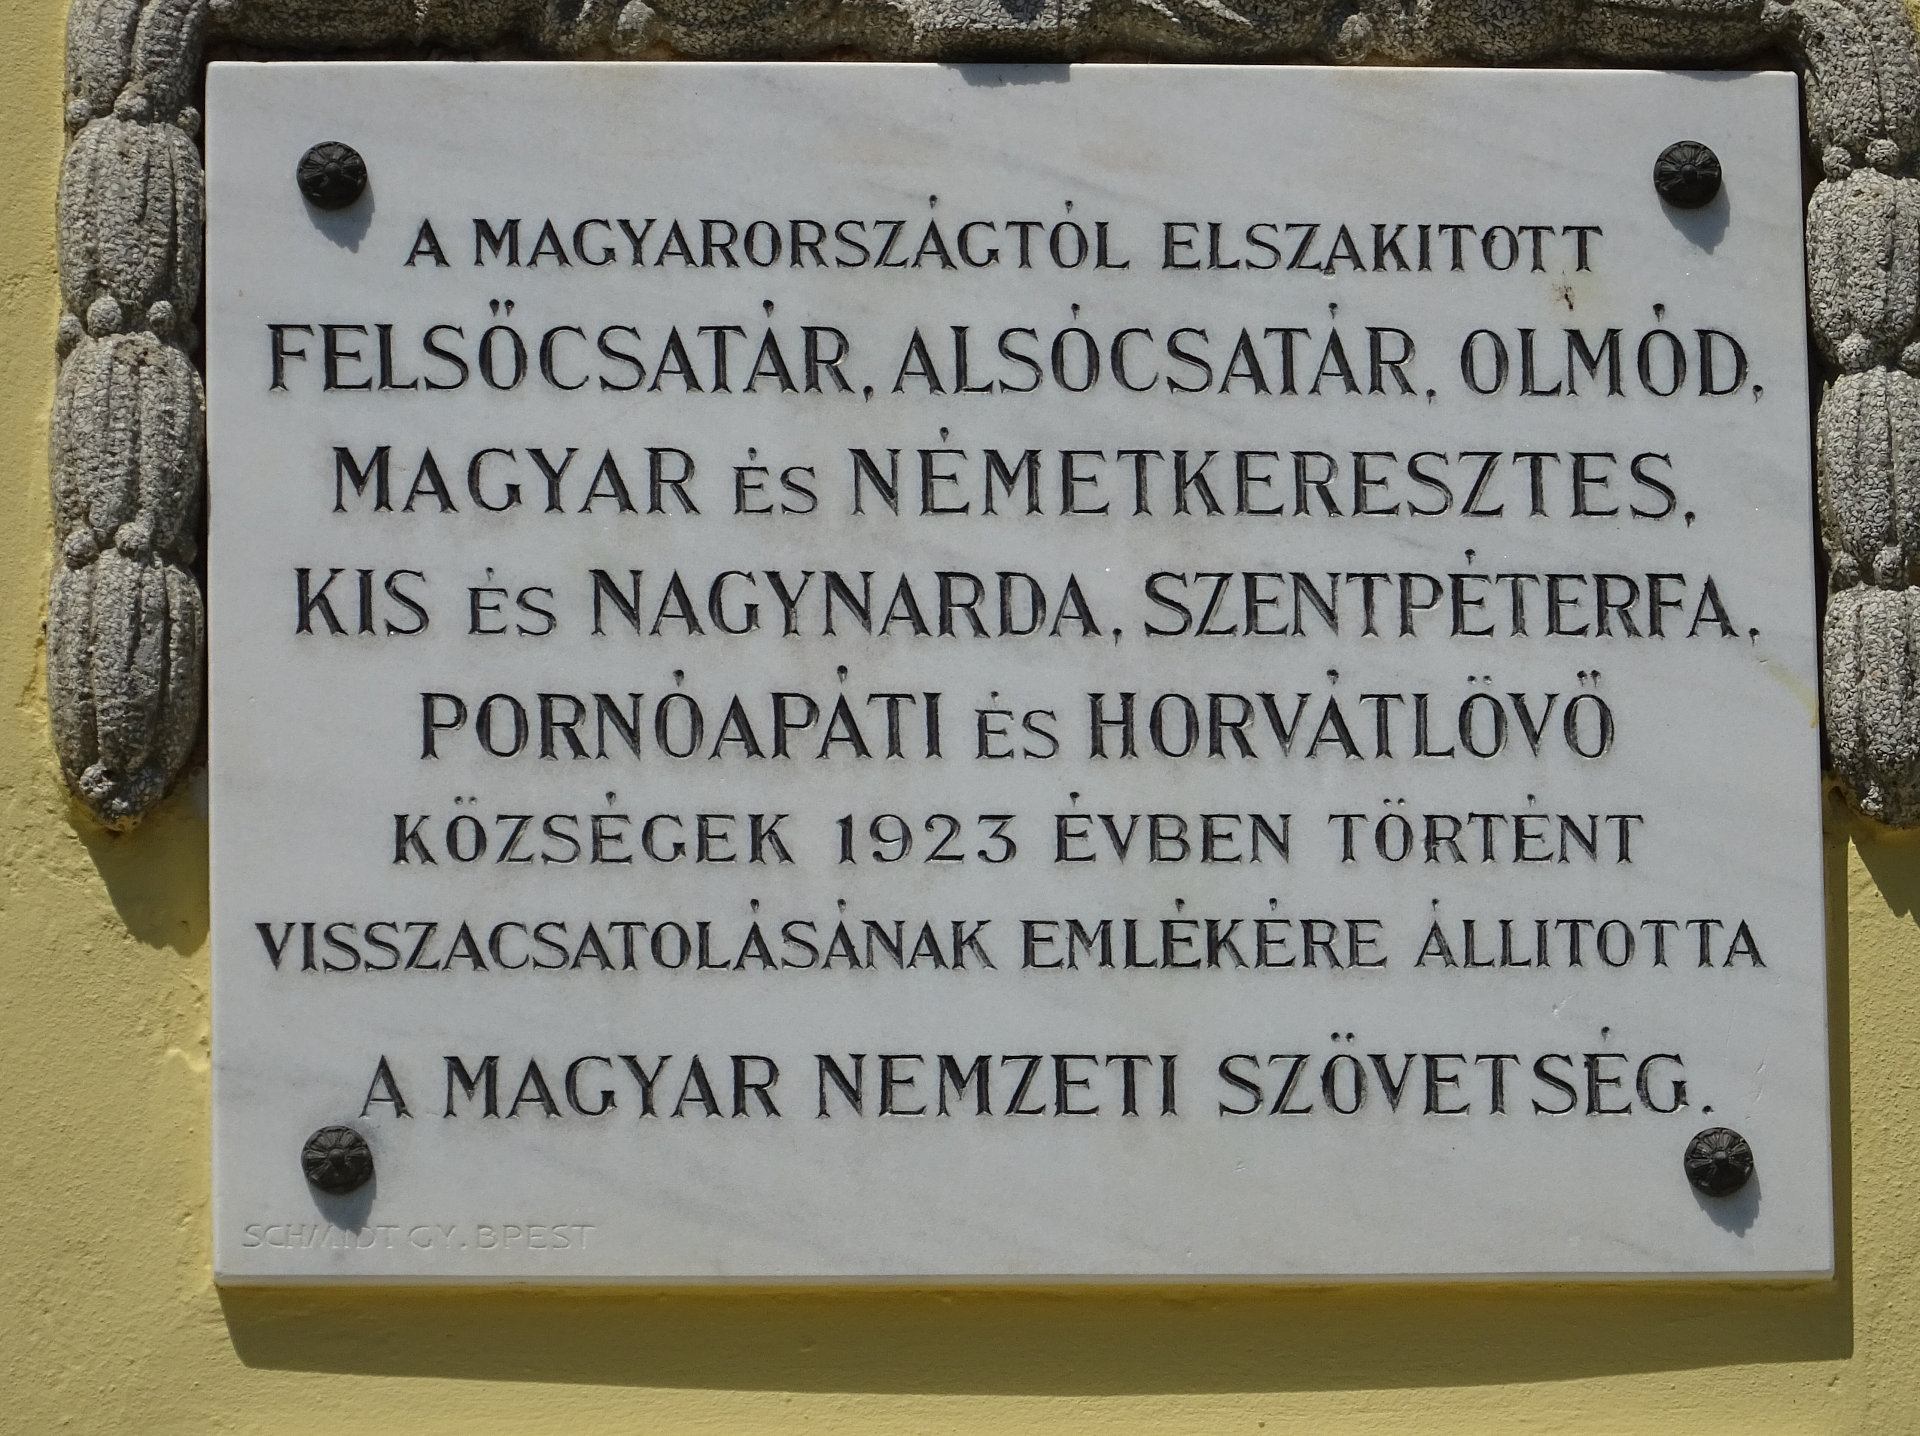 A MAGYARORSZÁGTÓL ELSZAKITOTT
FELSÖCSATÁR, ALSÓCSATÁR, OLMÓD,
MAGYAR ÉS NÉMETKERESZTES,
KIS ÉS NAGYNARDA, SZENTPÉTERFA,
PORNÓAPÁTI ÉS HORVÁTLÖVŐ
KÖZSÉGEK 1923 ÉVBEN TÖRTÉNT
VISSZACSATOLÁSÁNAK EMLÉKÉRE ÁLLITOTTA
A MAGYAR NEMZETI SZÖVETSÉG.
SCHMIDT GY. BPEST